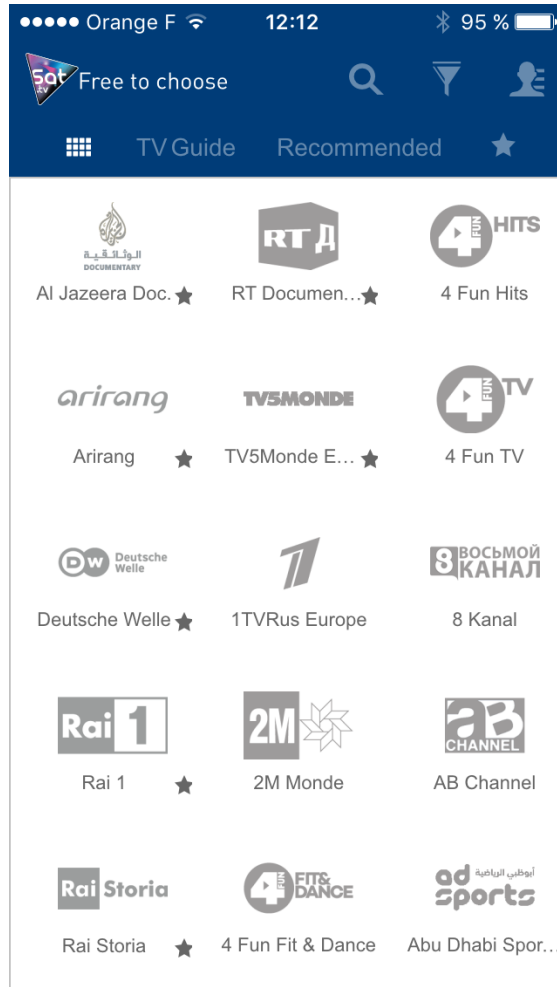 Orange F 12:12 95 %
Sat
.tv
Free to choose
TV Guide Recommended
الوثائقية
DOCUMENTARY
Al Jazeera Doc.
RT Д
RT Documen...
4 FUN HITS
4 Fun Hits
arirang
Arirang
TV5MONDE
TV5Monde E...
4 FUN TV
4 Fun TV
DW Deutsche
Welle
Deutsche Welle
1
1TVRus Europe
8 ВОСЬМОЙ
КАНАЛ
8 Kanal
Rai 1
Rai 1
2M
2M Monde
AB
CHANNEL
AB Channel
Rai Storia
Rai Storia
4 FUN FIT&
DANCE
4 Fun Fit & Dance
أبوظبي الرياضية
ad
sports
Abu Dhabi Spor...